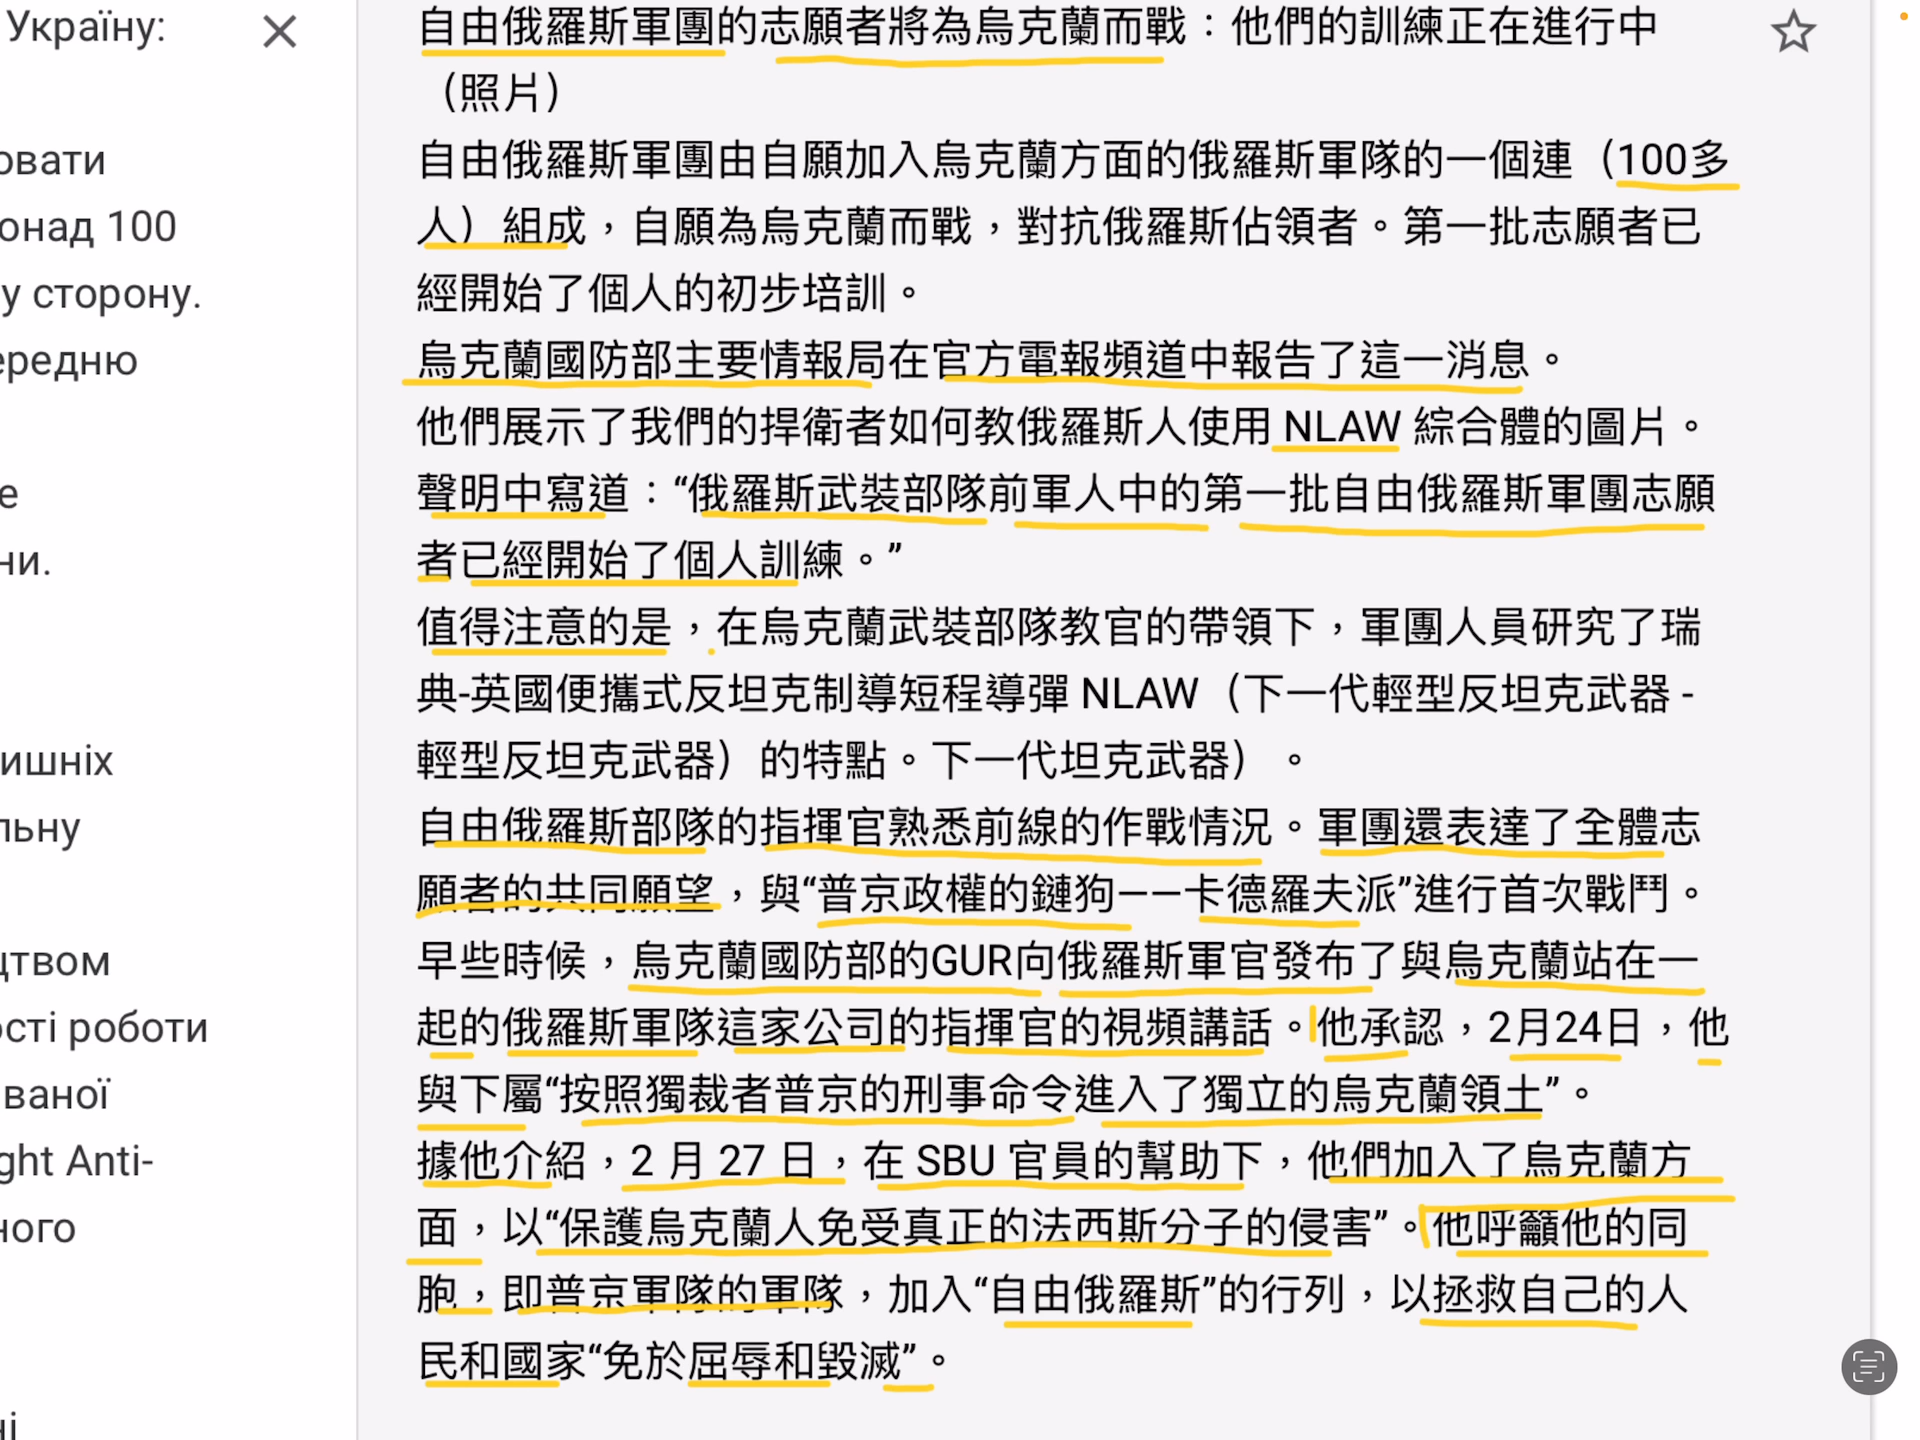 Україну:
овати
онад 100
у сторону.
ередню
е
ни.
ишніх
льну
цтвом
ості роботи
ваної
ght Anti-
ного
ні
自由俄羅斯軍團的志願者將為烏克蘭而戰：他們的訓練正在進行中
（照片）
自由俄羅斯軍團由自願加入烏克蘭方面的俄羅斯軍隊的一個連（100多
人）組成，自願為烏克蘭而戰，對抗俄羅斯佔領者。第一批志願者已
經開始了個人的初步培訓。
烏克蘭國防部主要情報局在官方電報頻道中報告了這一消息。
他們展示了我們的捍衛者如何教俄羅斯人使用 NLAW 綜合體的圖片。
聲明中寫道：“俄羅斯武裝部隊前軍人中的第一批自由俄羅斯軍團志願
者已經開始了個人訓練。”
值得注意的是，在烏克蘭武裝部隊教官的帶領下，軍團人員研究了瑞
典-英國便攜式反坦克制導短程導彈 NLAW（下一代輕型反坦克武器 -
輕型反坦克武器）的特點。下一代坦克武器）。
自由俄羅斯部隊的指揮官熟悉前線的作戰情況。軍團還表達了全體志
願者的共同願望，與“普京政權的鏈狗——卡德羅夫派”進行首次戰鬥。
早些時候，烏克蘭國防部的GUR向俄羅斯軍官發布了與烏克蘭站在一
起的俄羅斯軍隊這家公司的指揮官的視頻講話。他承認，2月24日，他
與下屬“按照獨裁者普京的刑事命令進入了獨立的烏克蘭領土”。
據他介紹，2 月 27 日，在 SBU 官員的幫助下，他們加入了烏克蘭方
面，以“保護烏克蘭人免受真正的法西斯分子的侵害”。他呼籲他的同
胞，即普京軍隊的軍隊，加入“自由俄羅斯”的行列，以拯救自己的人
民和國家“免於屈辱和毀滅”。